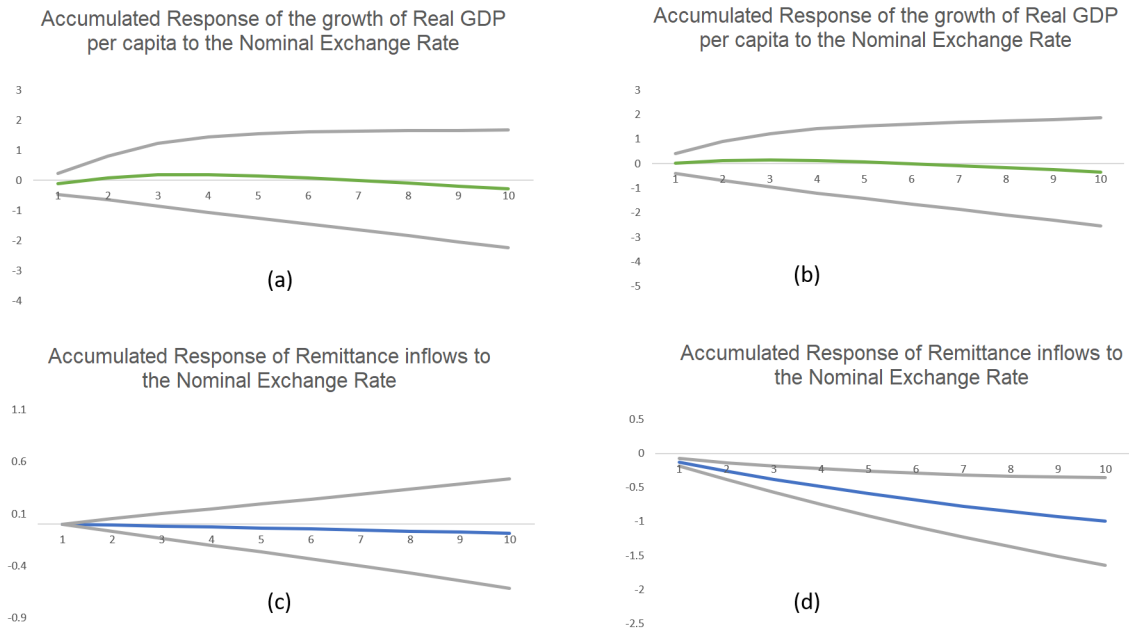 Accumulated Response of the growth of Real GDP
per capita to the Nominal Exchange Rate
3
2
1
0
-1
-2
-3
-4
1 2 3 4 5 6 7 8 9 10
(a)
Accumulated Response of the growth of Real GDP
per capita to the Nominal Exchange Rate
3
2
1
0
-1
-2
-3
-4
-5
1 2 3 4 5 6 7 8 9 10
(b)
Accumulated Response of Remittance inflows to
the Nominal Exchange Rate
1.1
0.6
0.1
-0.4
-0.9
1 2 3 4 5 6 7 8 9 10
(c)
Accumulated Response of Remittance inflows to
the Nominal Exchange Rate
0.5
0
-0.5
-1
-1.5
-2
-2.5
1 2 3 4 5 6 7 8 9 10
(d)